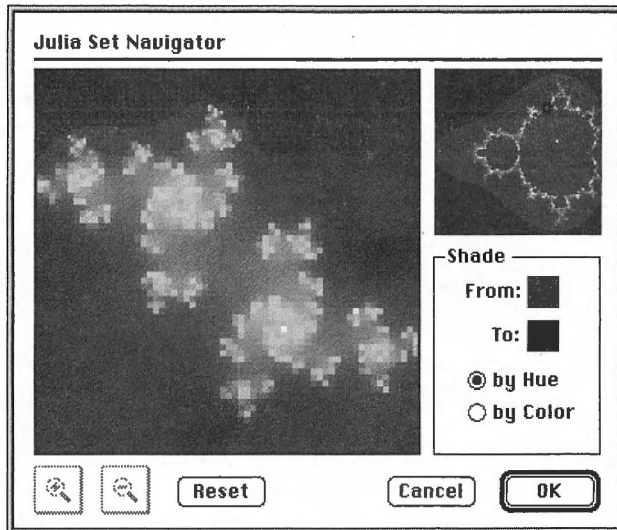 Julia Set Navigator
Shade
From:
To:
by Hue
by Color
Reset
Cancel
OK